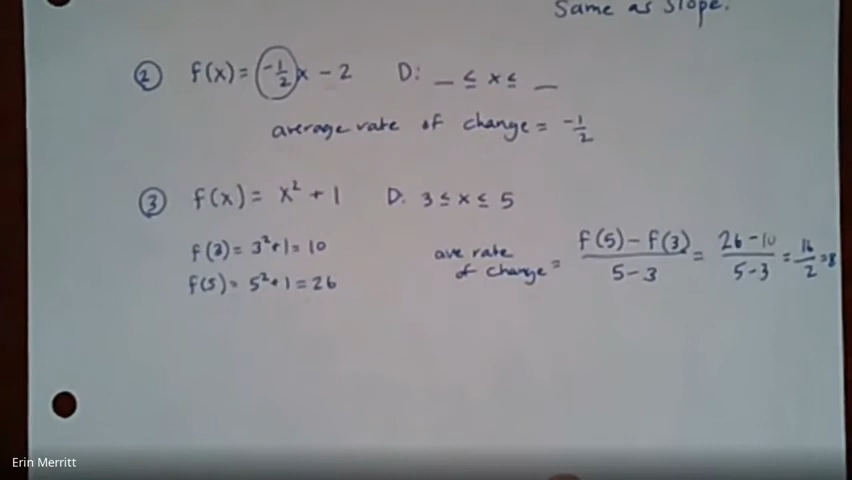 Same as slope.
② f(x) = -1/2 x - 2 D: _ ≤ x ≤ _
average rate of change = -1/2
③ f(x) = x² + 1 D: 3 ≤ x ≤ 5
f(3) = 3²+1 = 10
f(5) = 5²+1 = 26
ave rate of change = (f(5) - f(3))/(5-3) = (26-10)/(5-3) = 16/2 = 8
Erin Merritt